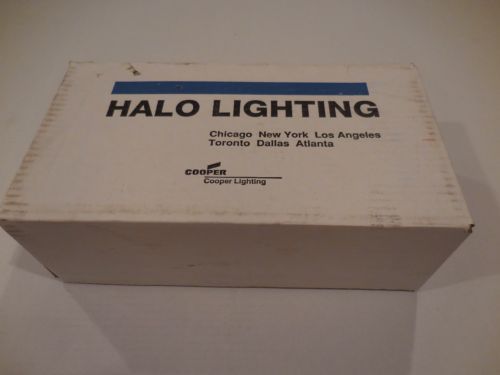 HALO LIGHTING
Chicago New York Los Angeles
Toronto Dallas Atlanta
COOPER
Cooper Lighting